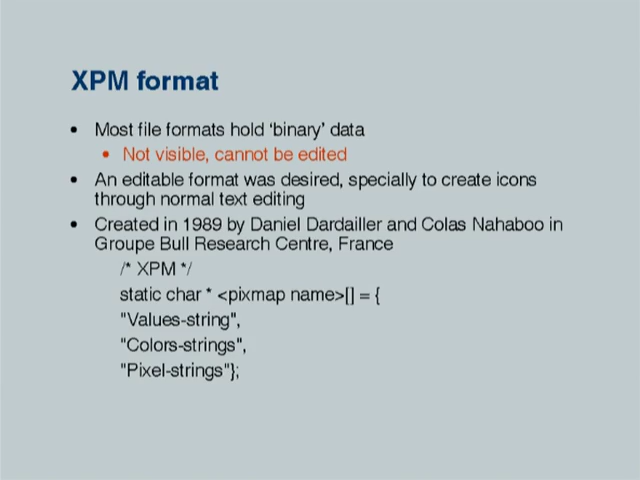 XPM format
• Most file formats hold ‘binary’ data
• Not visible, cannot be edited
• An editable format was desired, specially to create icons
through normal text editing
• Created in 1989 by Daniel Dardailler and Colas Nahaboo in
Groupe Bull Research Centre, France
/* XPM */
static char * <pixmap name>[] = {
"Values-string",
"Colors-strings",
"Pixel-strings"};